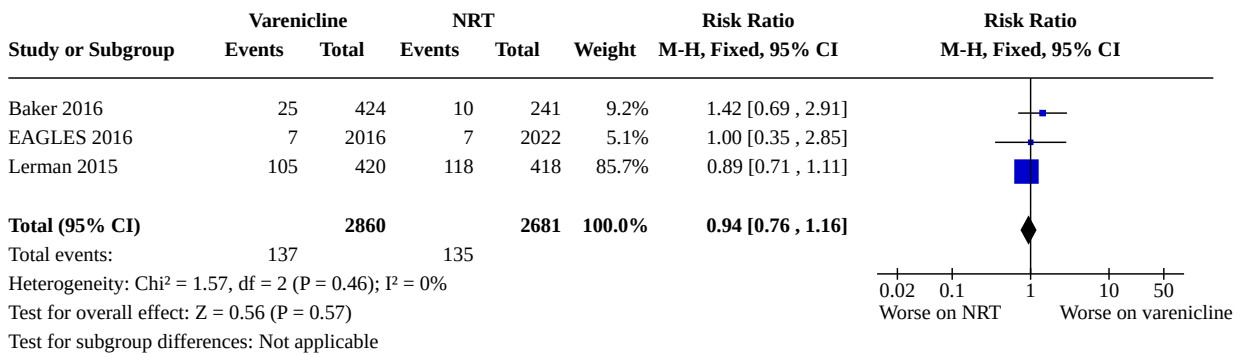 Varenicline NRT Risk Ratio Risk Ratio
Study or Subgroup Events Total Events Total Weight M-H, Fixed, 95% CI M-H, Fixed, 95% CI
Baker 2016 25 424 10 241 9.2% 1.42 [0.69 , 2.91]
EAGLES 2016 7 2016 7 2022 5.1% 1.00 [0.35 , 2.85]
Lerman 2015 105 420 118 418 85.7% 0.89 [0.71 , 1.11]
Total (95% CI) 2860 2681 100.0% 0.94 [0.76 , 1.16]
Total events: 137 135
Heterogeneity: Chi² = 1.57, df = 2 (P = 0.46); I² = 0%
0.02 0.1 1 10 50
Test for overall effect: Z = 0.56 (P = 0.57) Worse on NRT Worse on varenicline
Test for subgroup differences: Not applicable